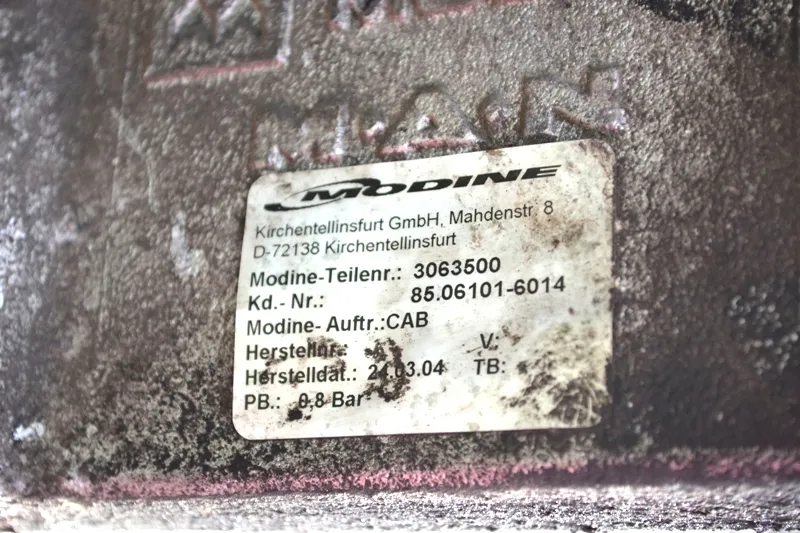 MAN
MODINE
Kirchentellinsfurt GmbH, Mahdenstr. 8
D-72138 Kirchentellinsfurt
Modine-Teilenr.: 3063500
Kd.- Nr.: 85.06101-6014
Modine- Auftr.:CAB
Herstellnr.: V.:
Herstelldat.: 24.03.04 TB:
PB.: 0,8 Bar